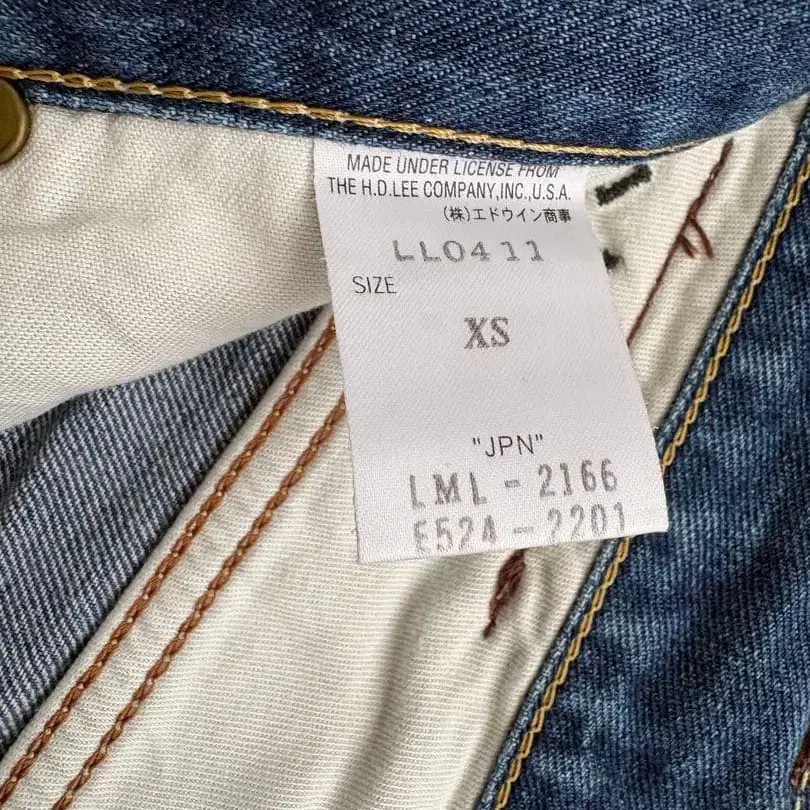 MADE UNDER LICENSE FROM
THE H.D.LEE COMPANY,INC.,U.S.A.
(株)エドウイン商事
LL0411
SIZE
XS
"JPN"
LML-2166
E524-2201